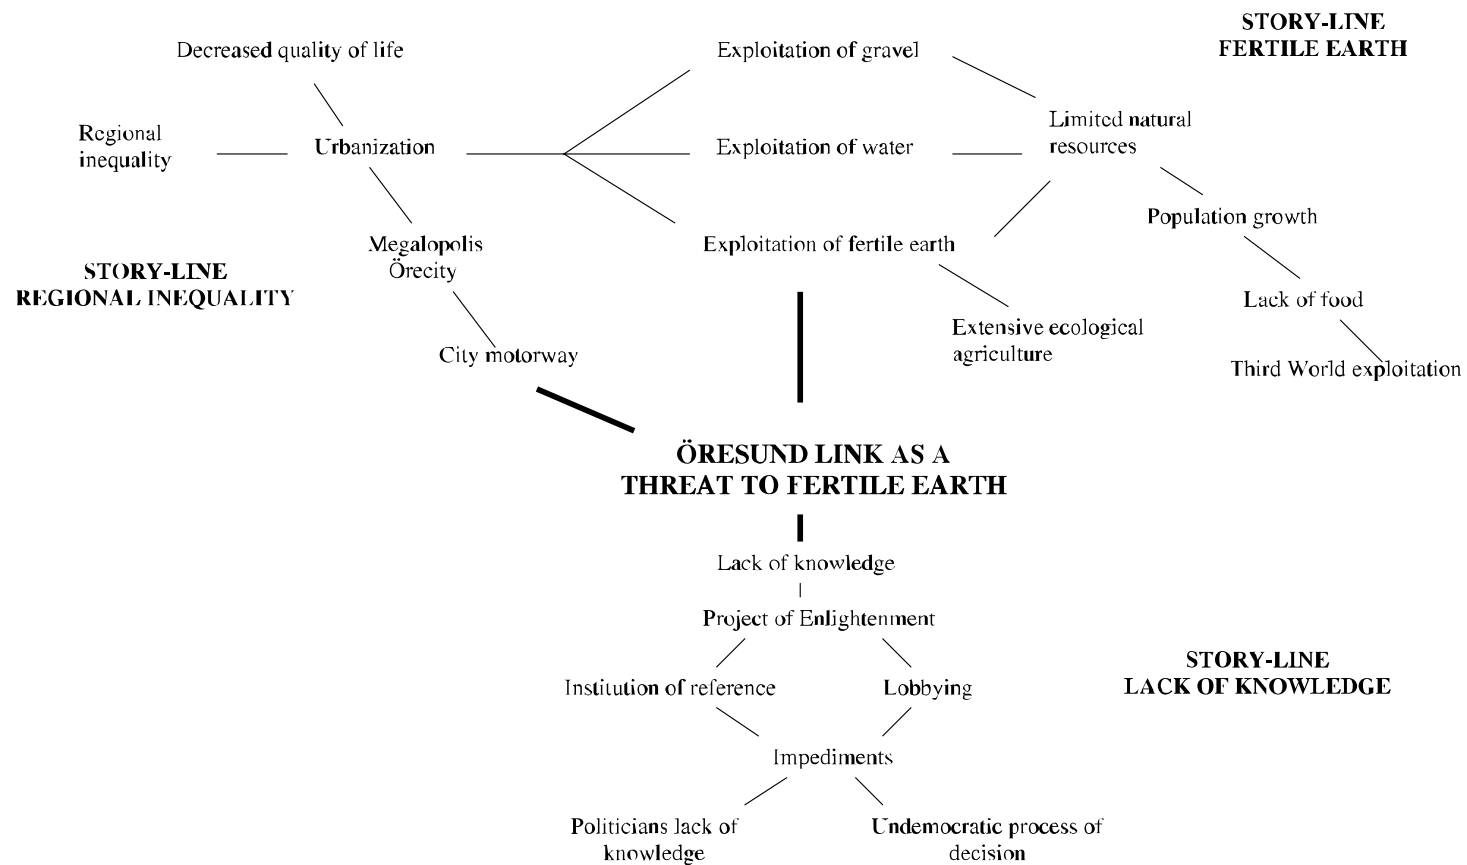 STORY-LINE
FERTILE EARTH
Decreased quality of life
Exploitation of gravel
Regional
inequality
Urbanization
Exploitation of water
Limited natural
resources
Population growth
Megalopolis
Örecity
Exploitation of fertile earth
STORY-LINE
REGIONAL INEQUALITY
Lack of food
Extensive ecological
agriculture
City motorway
Third World exploitation
ÖRESUND LINK AS A
THREAT TO FERTILE EARTH
Lack of knowledge
Project of Enlightenment
STORY-LINE
LACK OF KNOWLEDGE
Institution of reference
Lobbying
Impediments
Politicians lack of
knowledge
Undemocratic process of
decision